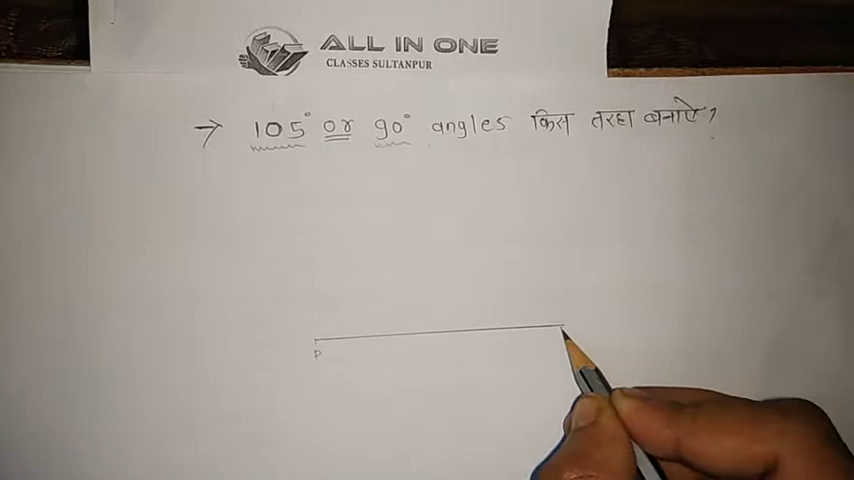 ALL IN ONE
CLASSES SULTANPUR
→ 105° or 90° angles किस तरहा बनाऐ?
P